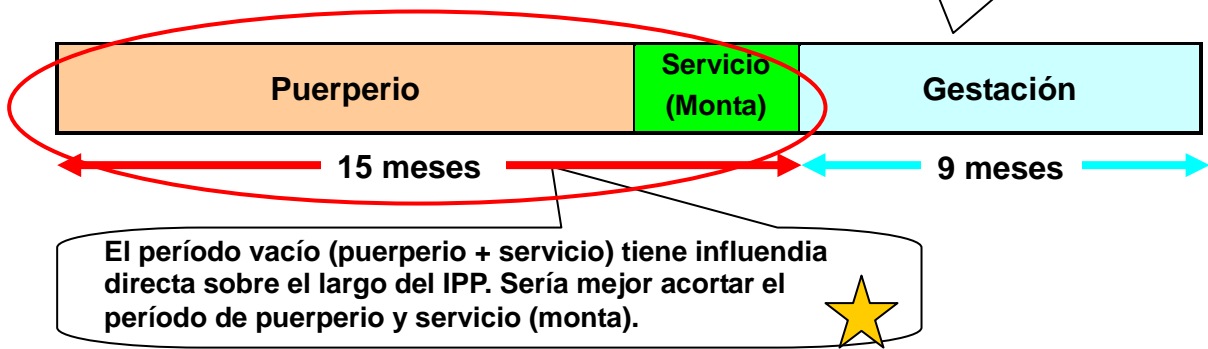 Puerperio
Servicio
(Monta)
Gestación
15 meses
9 meses
El período vacío (puerperio + servicio) tiene influendia
directa sobre el largo del IPP. Sería mejor acortar el
período de puerperio y servicio (monta).